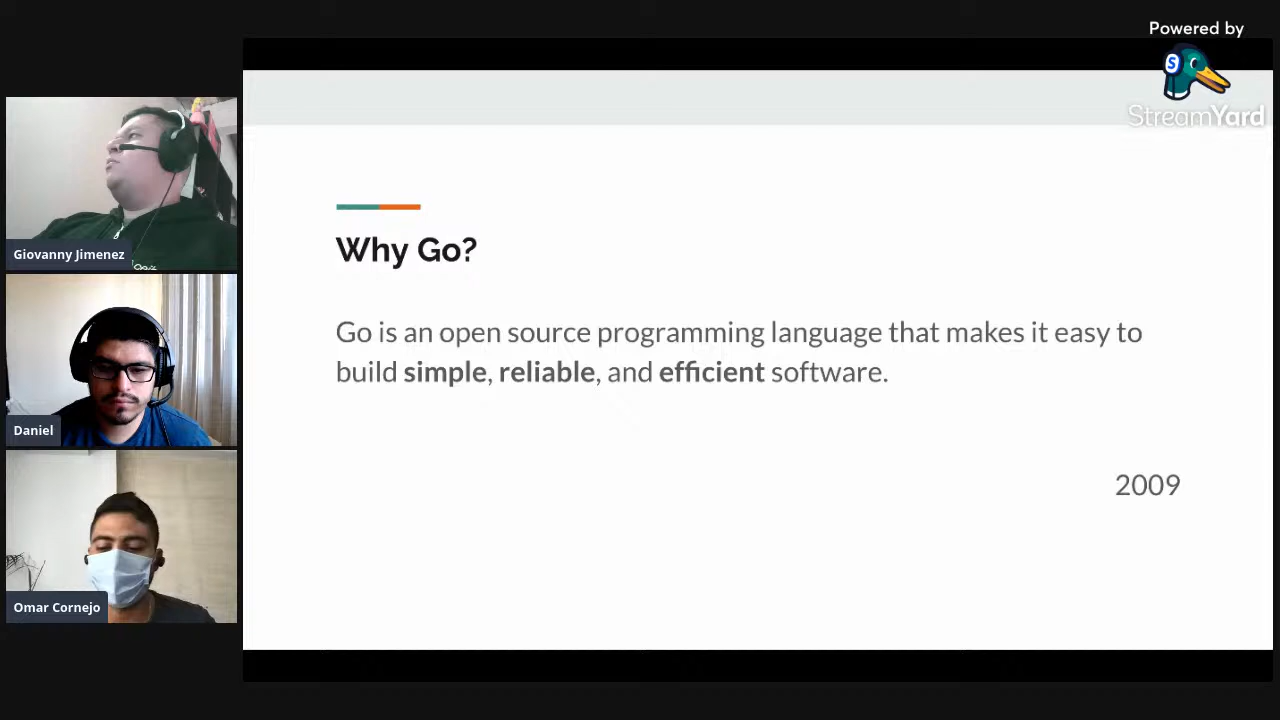 Powered by
S
StreamYard
Giovanny Jimenez
Daniel
Omar Cornejo
Why Go?
Go is an open source programming language that makes it easy to
build simple, reliable, and efficient software.
2009